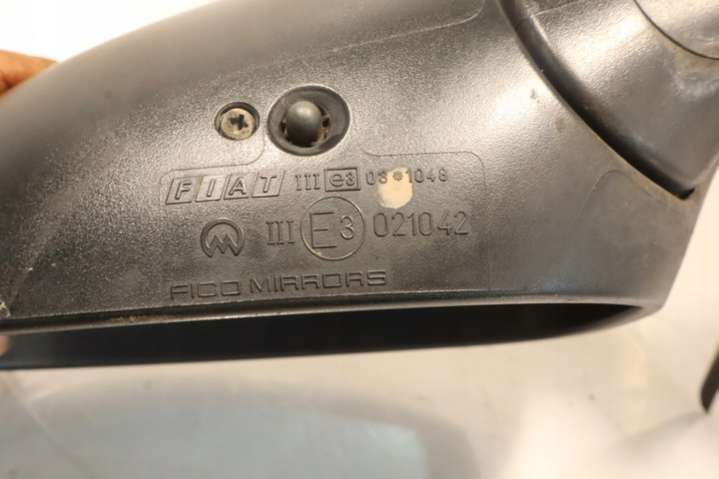 FIAT III e3 03*1048
III E3 021042
FICO MIRRORS